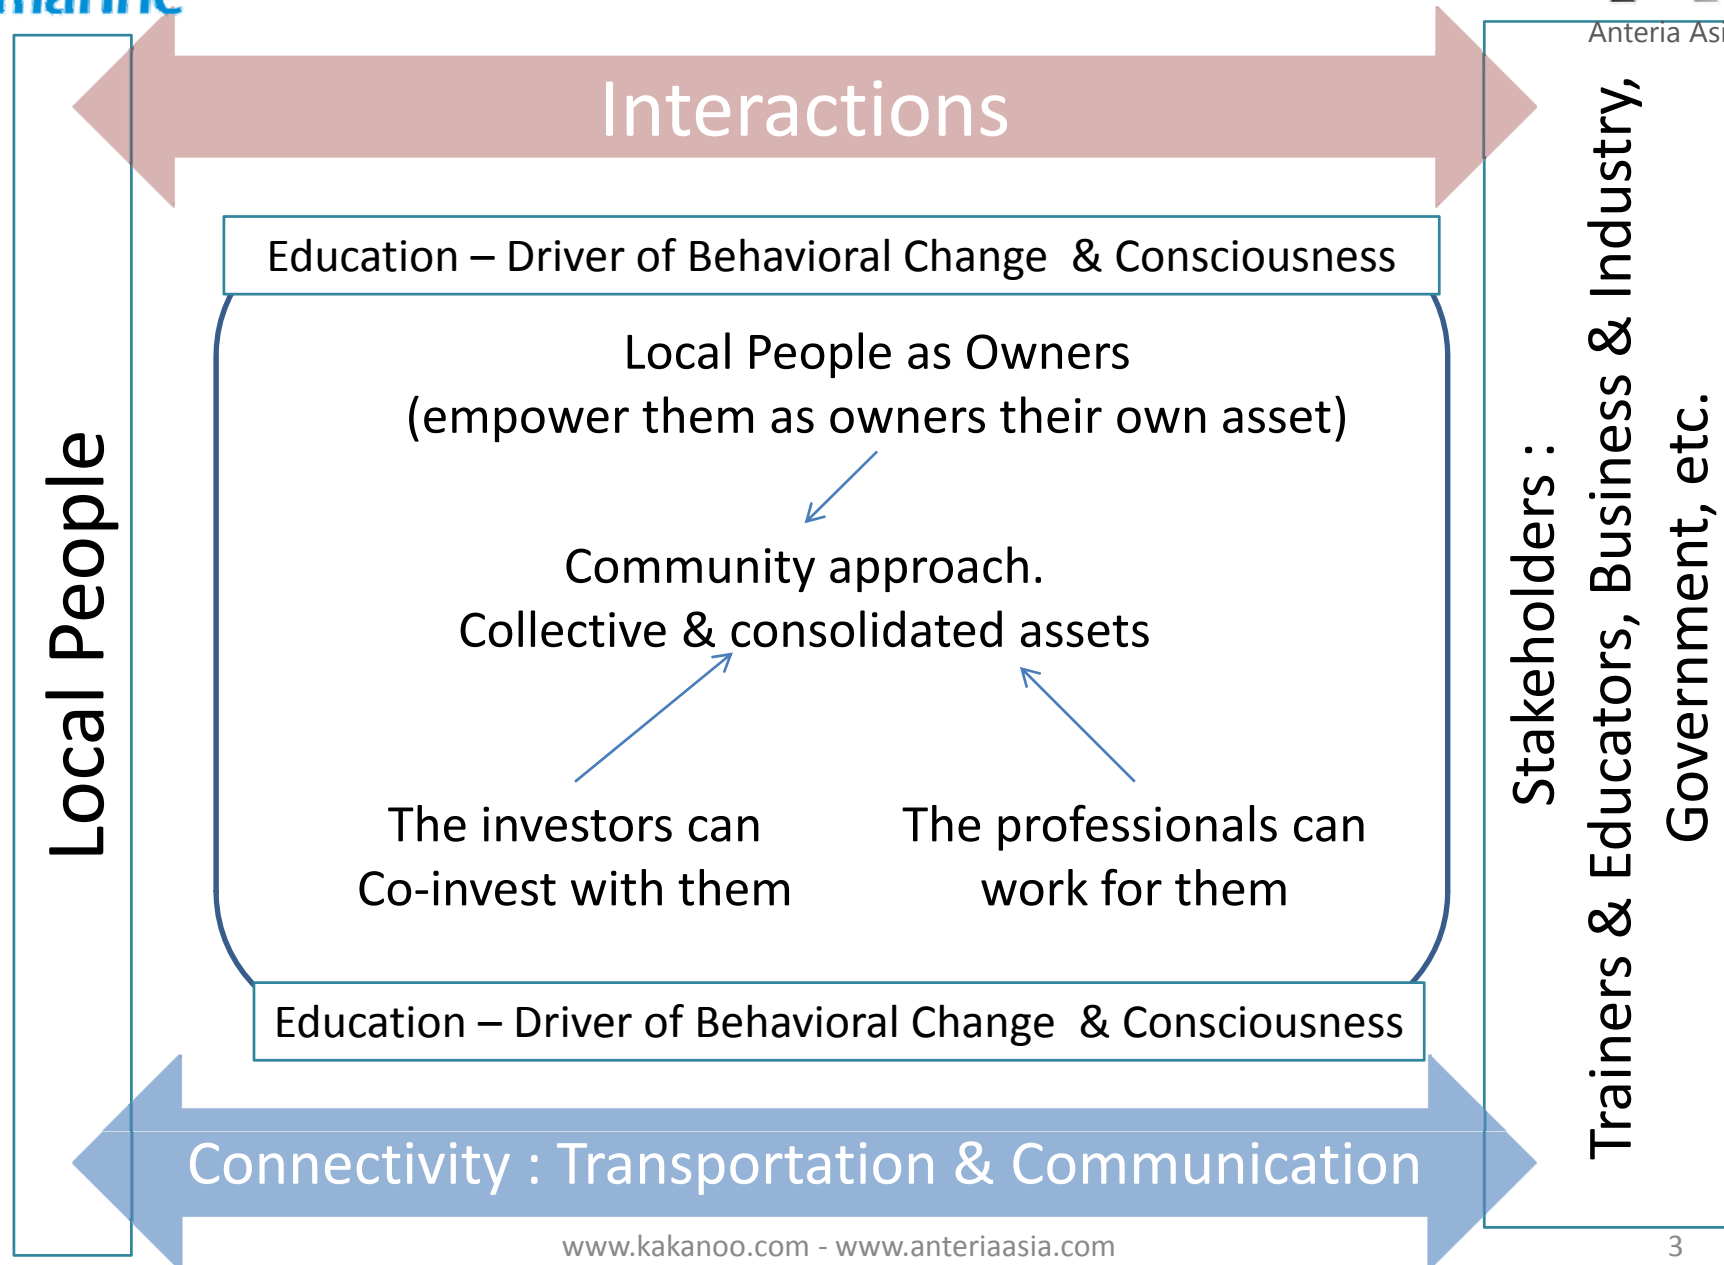 Anteria
Interactions
Education – Driver of Behavioral Change & Consciousness
Local People as Owners
(empower them as owners their own asset)
Community approach.
Collective & consolidated assets
The investors can
Co-invest with them
The professionals can
work for them
Education – Driver of Behavioral Change & Consciousness
Connectivity : Transportation & Communication
Local People
Stakeholders :
Trainers & Educators, Business & Industry,
Government, etc.
www.kakanoo.com - www.anteriaasia.com
3